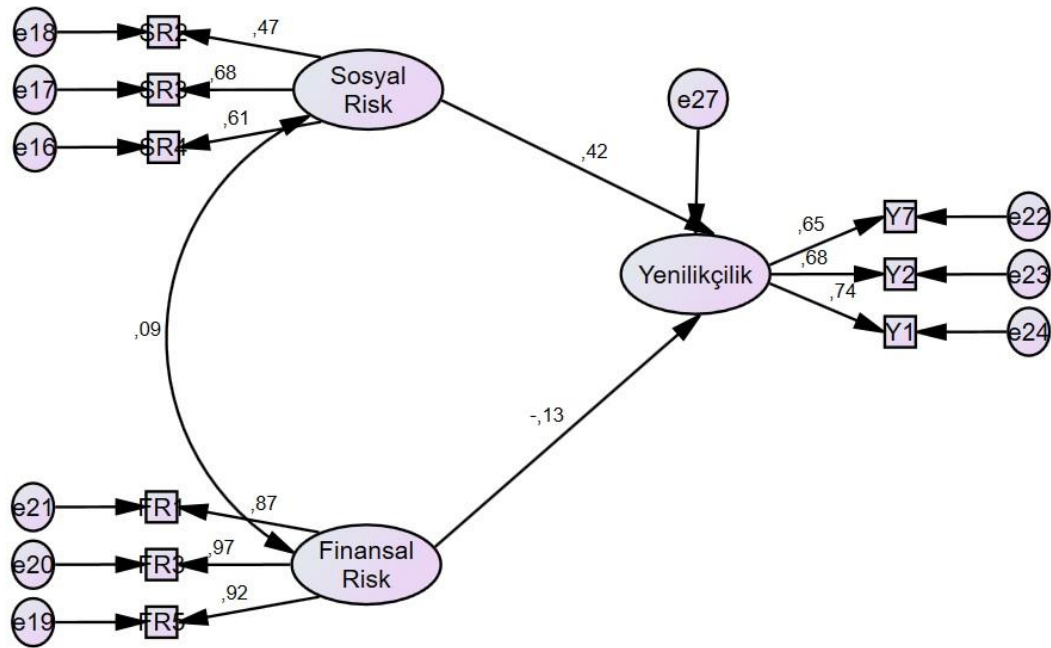 e18
SR2
,47
e17
SR3
,68
Sosyal
Risk
e16
SR4
,61
e27
,42
,65
Y7
e22
Yenilikçilik
,68
Y2
e23
,74
Y1
e24
,09
-,13
e21
FR1
,87
e20
FR3
,97
Finansal
Risk
e19
FR5
,92